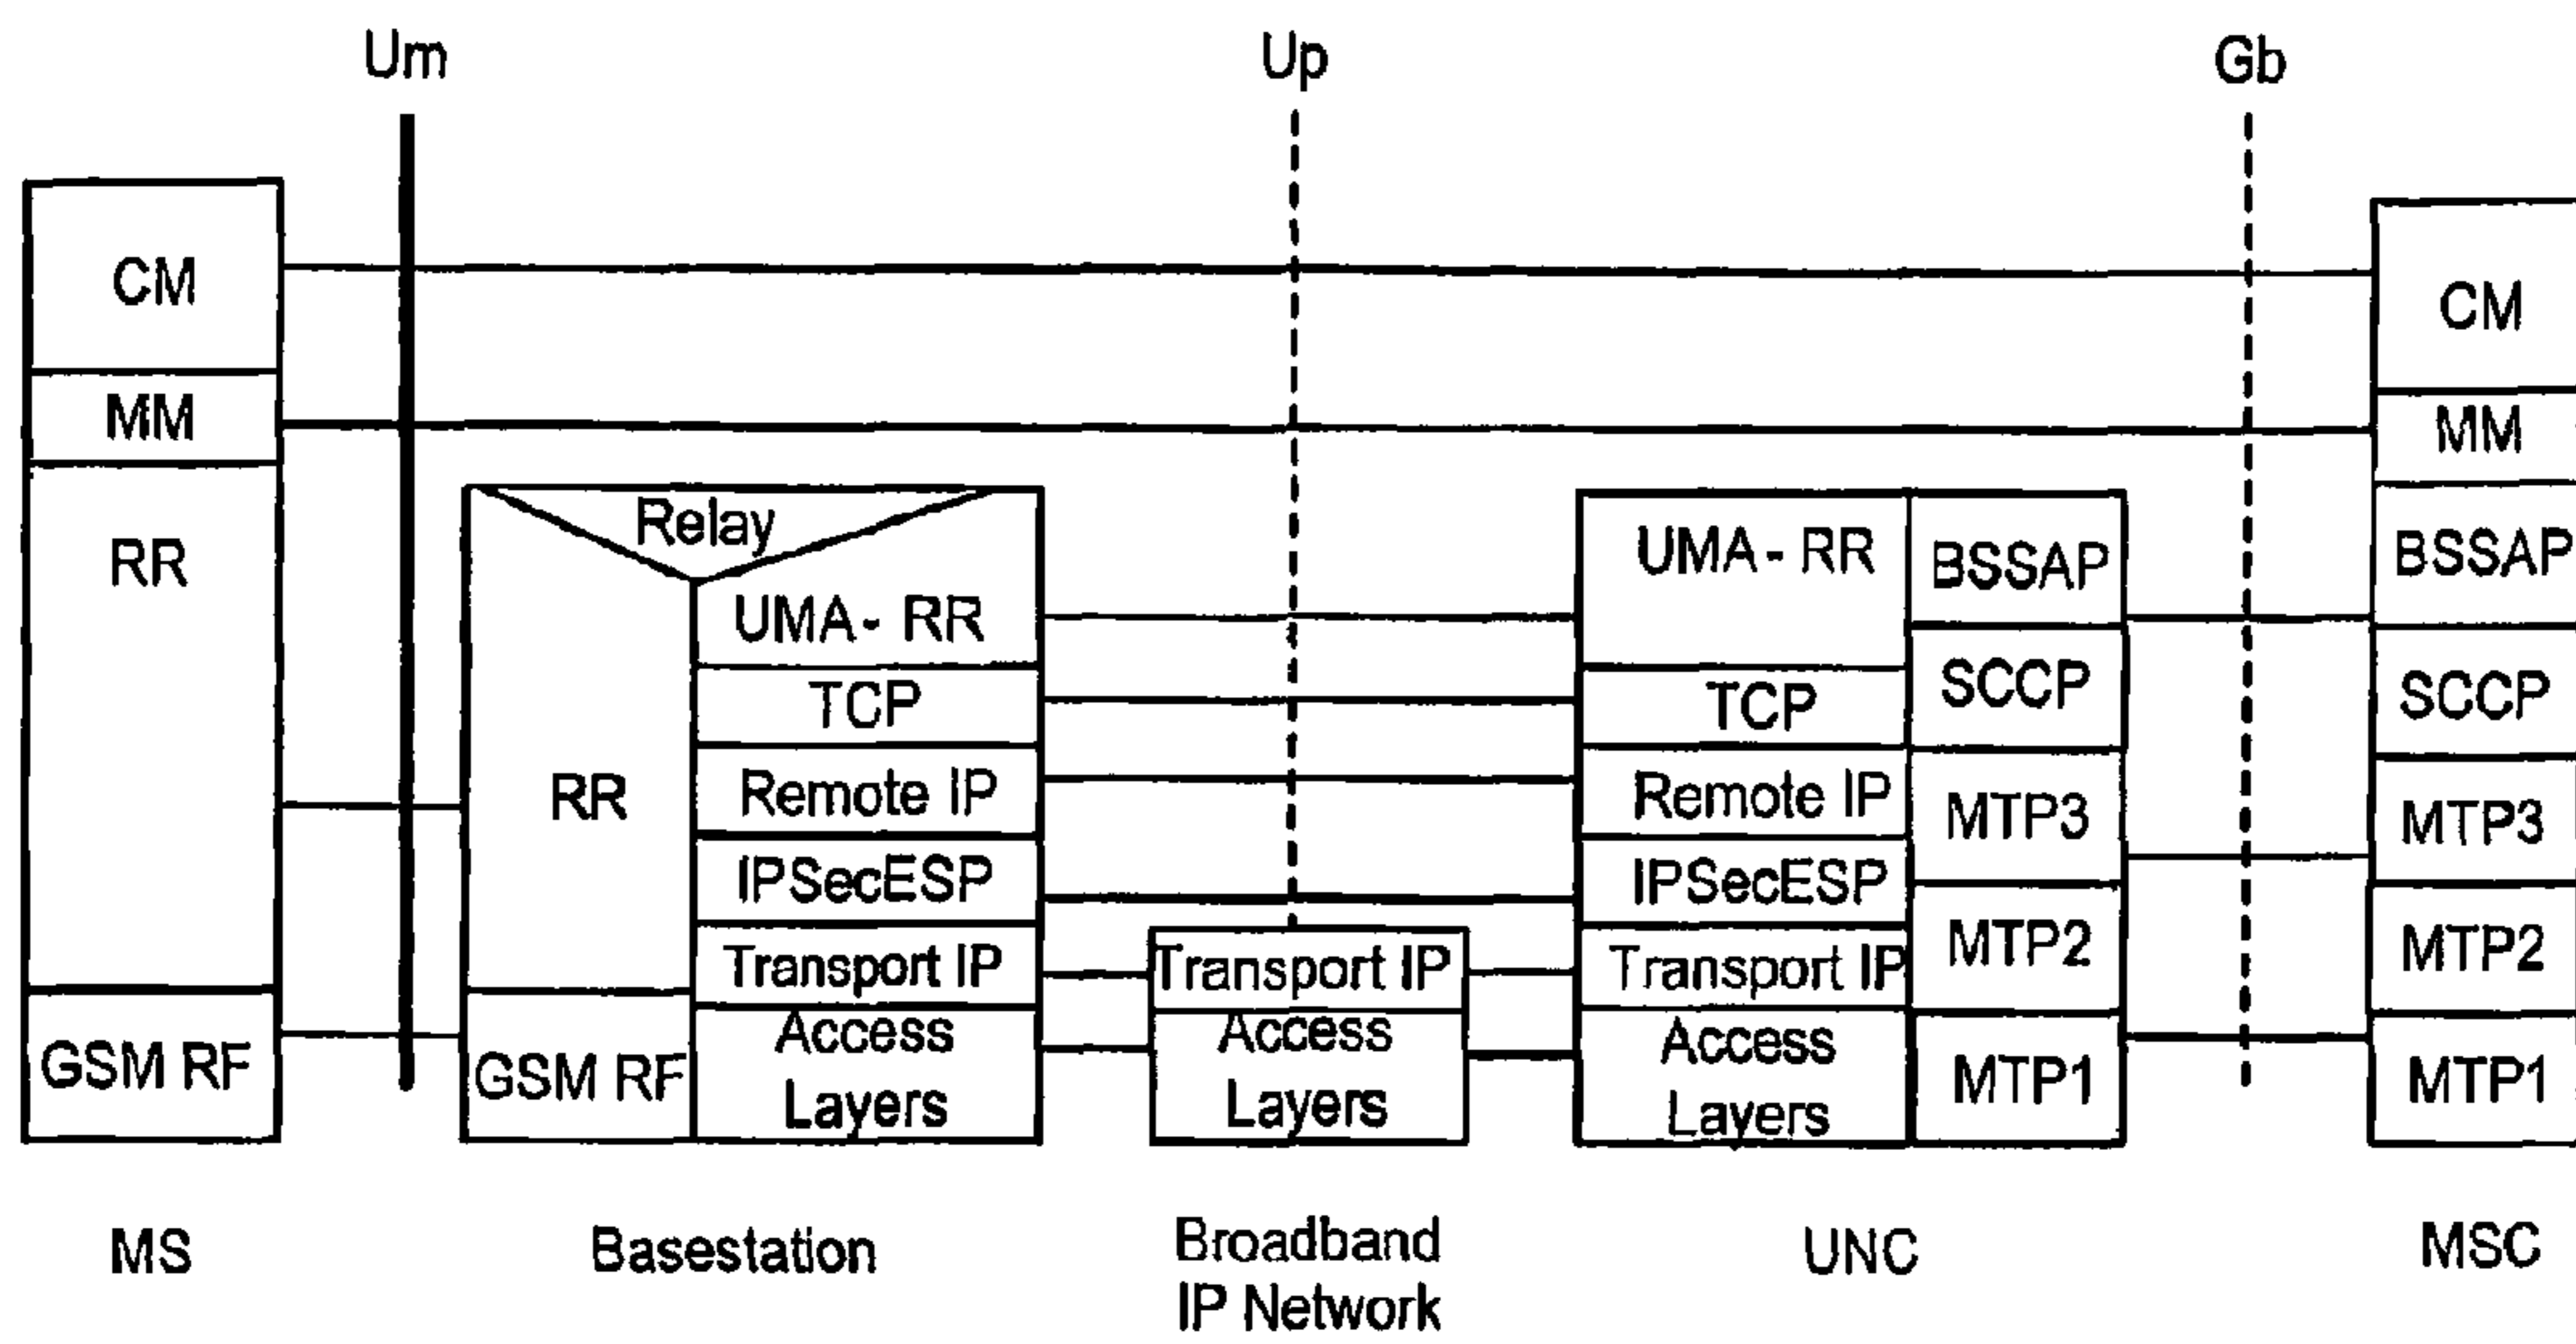 Um
Up
Gb
CM
MM
RR
GSM RF
MS
Relay
RR
GSM RF
UMA - RR
TCP
Remote IP
IPSecESP
Transport IP
Access
Layers
Basestation
Transport IP
Access
Layers
Broadband
IP Network
UMA - RR
TCP
Remote IP
IPSecESP
Transport IP
Access
Layers
BSSAP
SCCP
MTP3
MTP2
MTP1
UNC
CM
MM
BSSAP
SCCP
MTP3
MTP2
MTP1
MSC